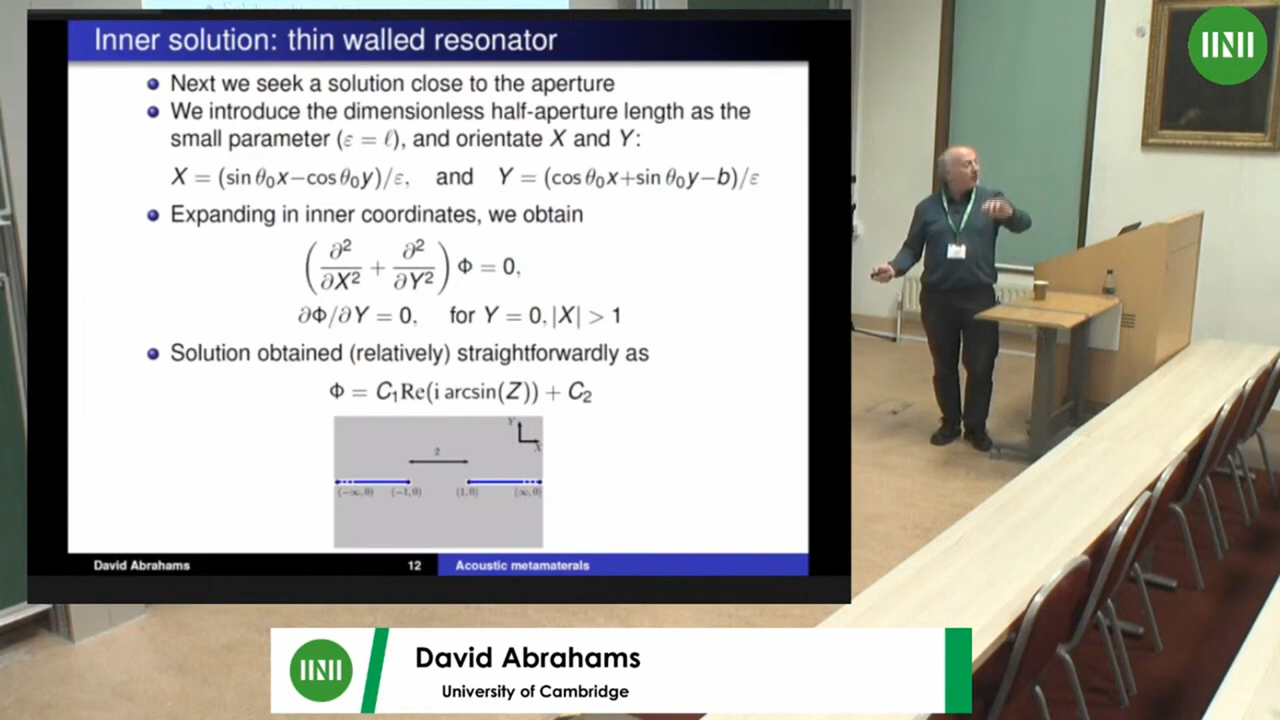 Inner solution: thin walled resonator
Next we seek a solution close to the aperture
We introduce the dimensionless half-aperture length as the
small parameter (ε = ℓ), and orientate X and Y:
X = (sin θ₀x−cos θ₀y)/ε, and Y = (cos θ₀x+sin θ₀y−b)/ε
Expanding in inner coordinates, we obtain
(∂²/∂X² + ∂²/∂Y²) Φ = 0,
∂Φ/∂Y = 0, for Y = 0, |X| > 1
Solution obtained (relatively) straightforwardly as
Φ = C₁Re(i arcsin(Z)) + C₂
Y
X
2
(−∞, 0) (−1, 0) (1, 0) (∞, 0)
David Abrahams 12 Acoustic metamaterals
David Abrahams
University of Cambridge